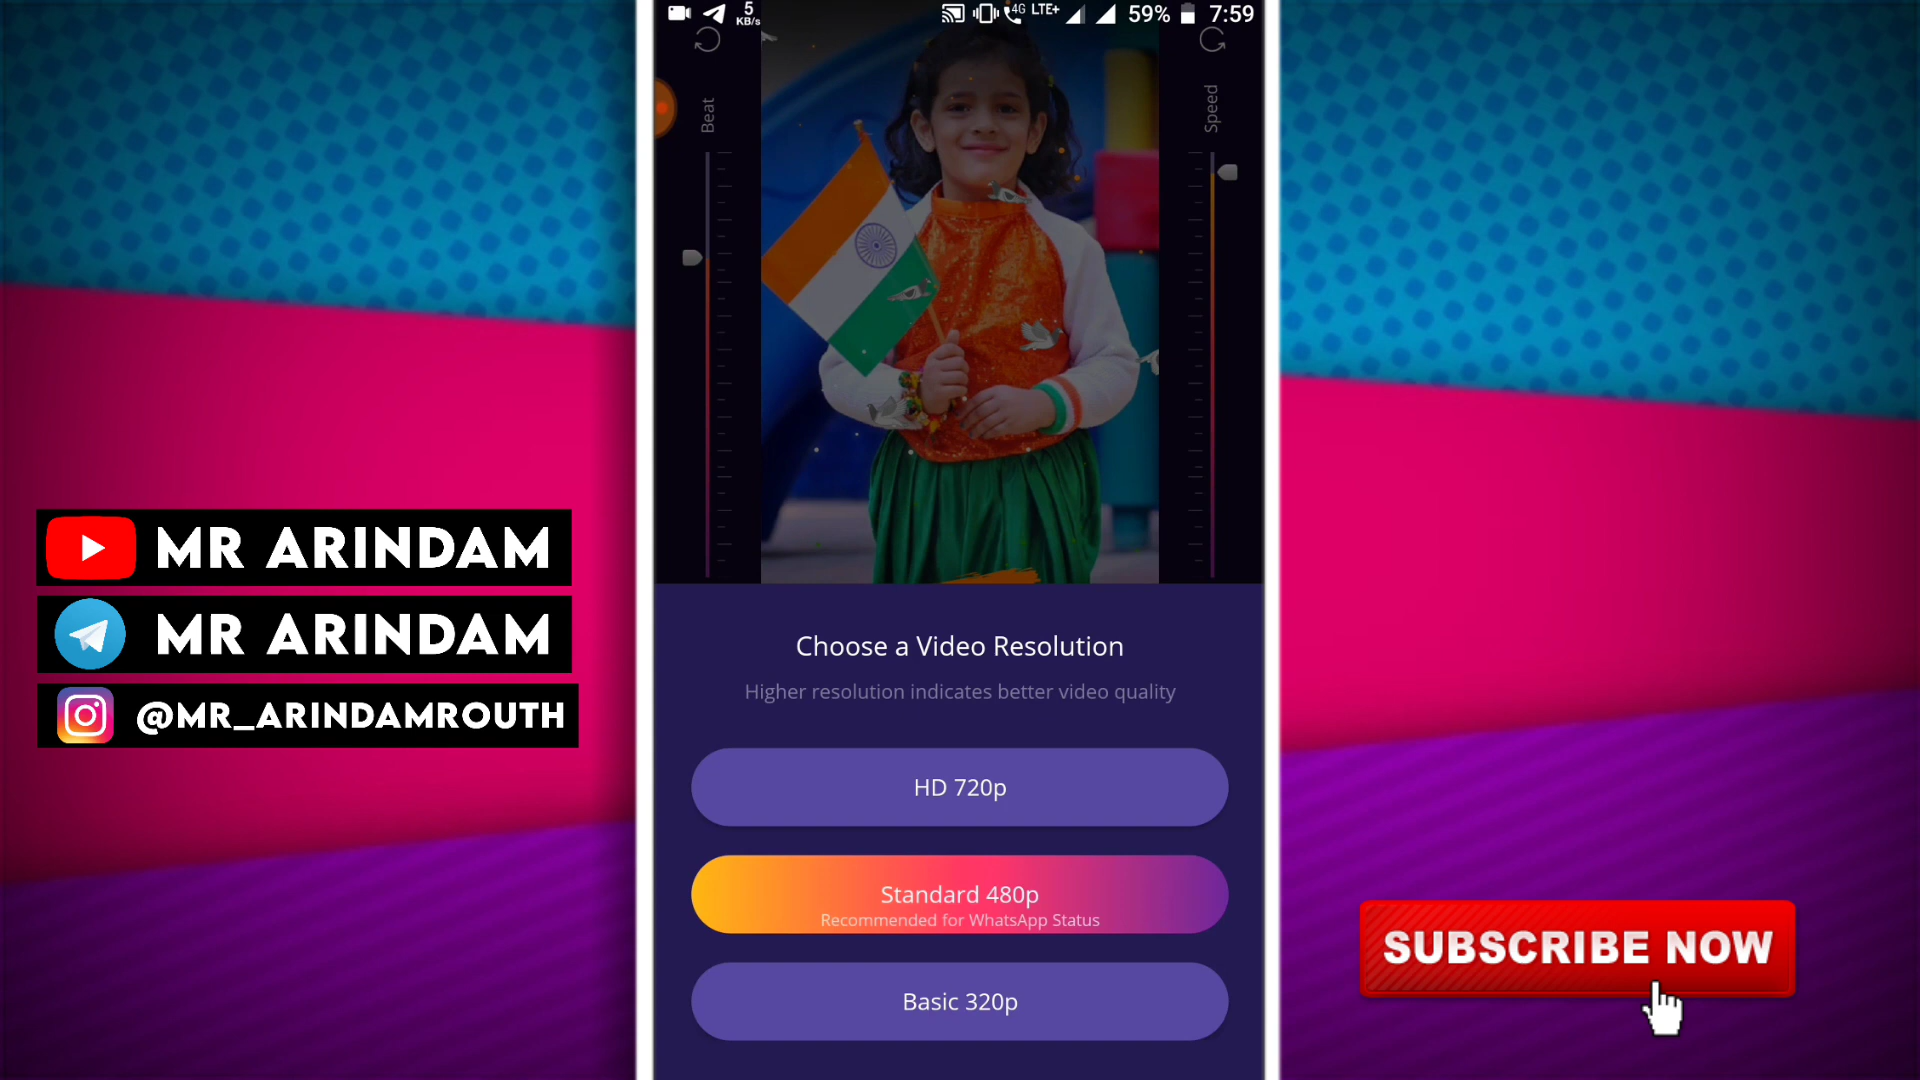 MR ARINDAM
MR ARINDAM
@MR_ARINDAMROUTH
5
KB/s
4G LTE+
59%
7:59
Beat
Speed
Choose a Video Resolution
Higher resolution indicates better video quality
HD 720p
Standard 480p
Recommended for WhatsApp Status
Basic 320p
SUBSCRIBE NOW